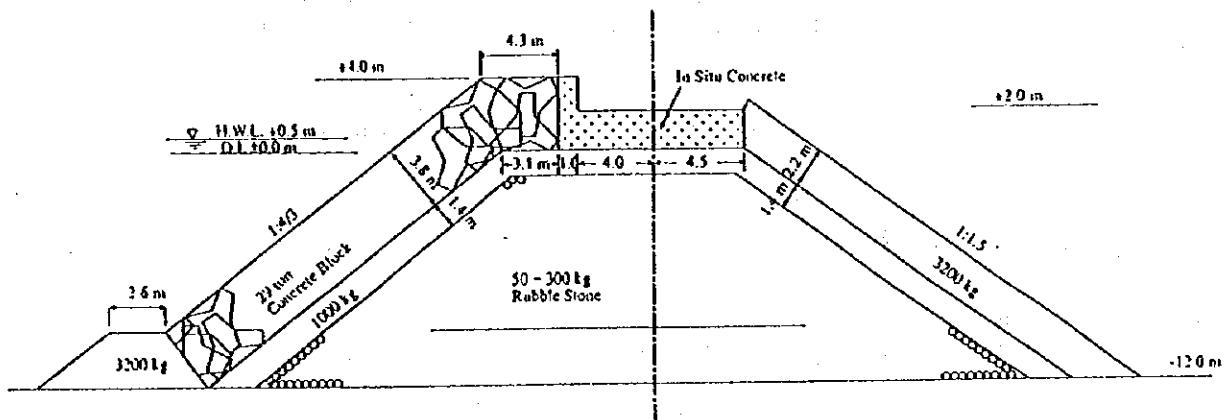 4.3 m
+4.0 m
In Situ Concrete
+2.0 m
H.W.L. +0.5 m
D.L ±0.0 m
3.1 m 1.0 4.0 4.5
3.8 m
1.4 m
1.4 m 2.2 m
1:4/3
1:1.5
Concrete Block
1000 kg
50 - 300 kg
Rubble Stone
3200 kg
2.6 m
3200 kg
-12.0 m